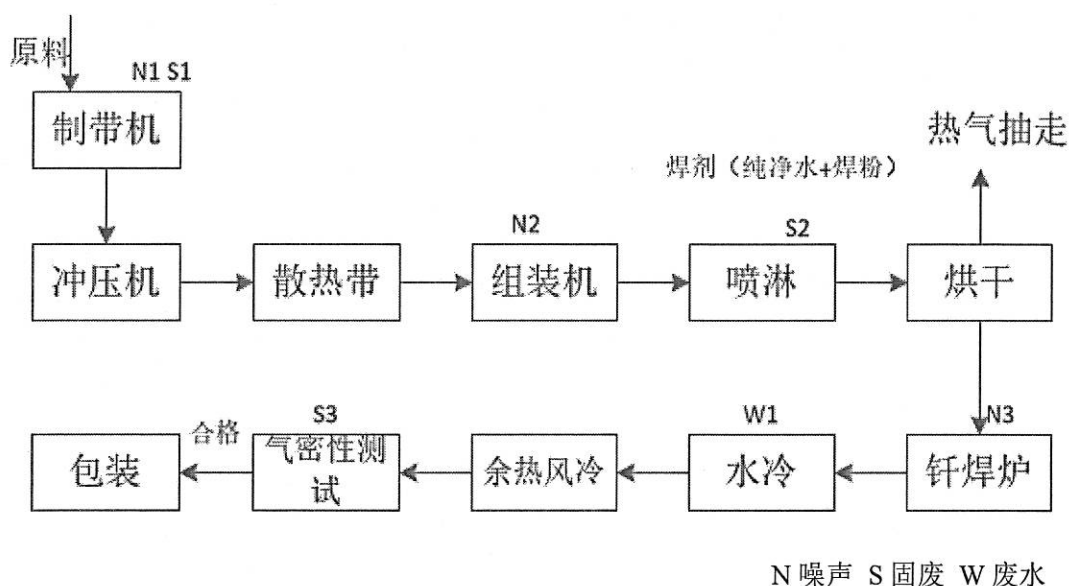 原料
N1 S1
制带机
热气抽走
焊剂（纯净水+焊粉）
N2
S2
冲压机
散热带
组装机
喷淋
烘干
S3
W1
N3
合格
包装
气密性测
试
余热风冷
水冷
钎焊炉
N 噪声 S 固废 W 废水